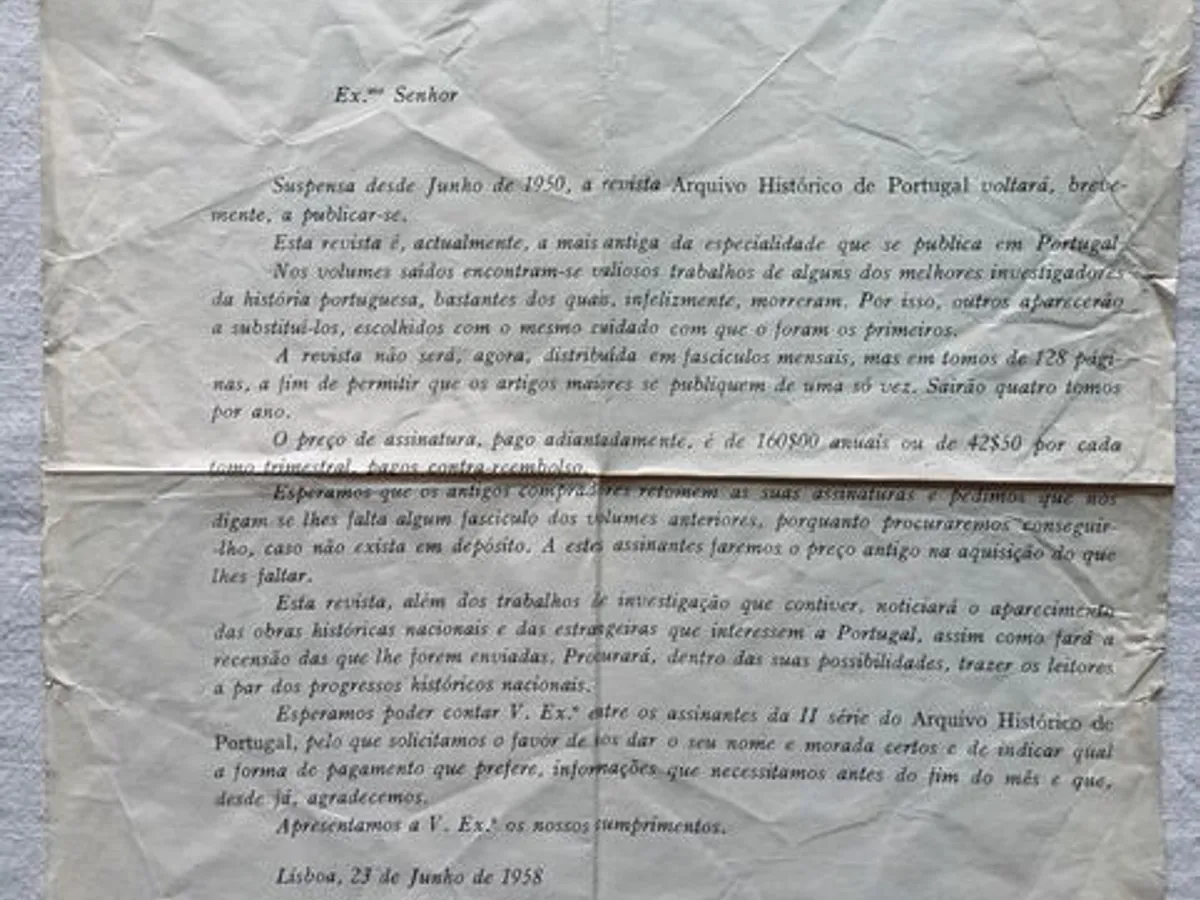 Ex.mo Senhor
Suspensa desde Junho de 1950, a revista Arquivo Histórico de Portugal voltará, breve-
mente, a publicar-se.
Esta revista é, actualmente, a mais antiga da especialidade que se publica em Portugal
Nos volumes saídos encontram-se valiosos trabalhos de alguns dos melhores investigadores
da história portuguesa, bastantes dos quais, infelizmente, morreram. Por isso, outros aparecerão
a substituí-los, escolhidos com o mesmo cuidado com que o foram os primeiros.
A revista não será, agora, distribuída em fascículos mensais, mas em tomos de 128 pági-
nas, a fim de permitir que os artigos maiores se publiquem de uma só vez. Sairão quatro tomos
por ano.
O preço de assinatura, pago adiantadamente, é de 160$00 anuais ou de 42$50 por cada
tomo trimestral, pagos contra-reembolso.
Esperamos que os antigos compradores retomem as suas assinaturas e pedimos que nos
digam se lhes falta algum fascículo dos volumes anteriores, porquanto procuraremos conseguir-
-lho, caso não exista em depósito. A estes assinantes faremos o preço antigo na aquisição do que
lhes faltar.
Esta revista, além dos trabalhos de investigação que contiver, noticiará o aparecimento
das obras históricas nacionais e das estrangeiras que interessem a Portugal, assim como fará a
recensão das que lhe forem enviadas. Procurará, dentro das suas possibilidades, trazer os leitores
a par dos progressos históricos nacionais.
Esperamos poder contar V. Ex.ª entre os assinantes da II série do Arquivo Histórico de
Portugal, pelo que solicitamos o favor de nos dar o seu nome e morada certos e de indicar qual
a forma de pagamento que prefere, informações que necessitamos antes do fim do mês e que,
desde já, agradecemos.
Apresentamos a V. Ex.ª os nossos cumprimentos.
Lisboa, 23 de Junho de 1958